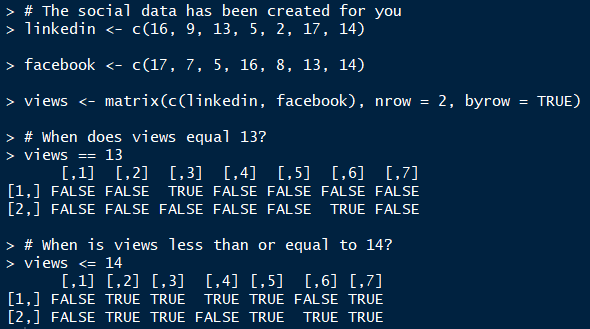 > # The social data has been created for you
> linkedin <- c(16, 9, 13, 5, 2, 17, 14)
> facebook <- c(17, 7, 5, 16, 8, 13, 14)
> views <- matrix(c(linkedin, facebook), nrow = 2, byrow = TRUE)
> # When does views equal 13?
> views == 13
      [,1]  [,2]  [,3]  [,4]  [,5]  [,6]  [,7]
[1,] FALSE FALSE  TRUE FALSE FALSE FALSE FALSE
[2,] FALSE FALSE FALSE FALSE FALSE  TRUE FALSE
> # When is views less than or equal to 14?
> views <= 14
      [,1] [,2] [,3]  [,4] [,5]  [,6] [,7]
[1,] FALSE TRUE TRUE  TRUE TRUE FALSE TRUE
[2,] FALSE TRUE TRUE FALSE TRUE  TRUE TRUE